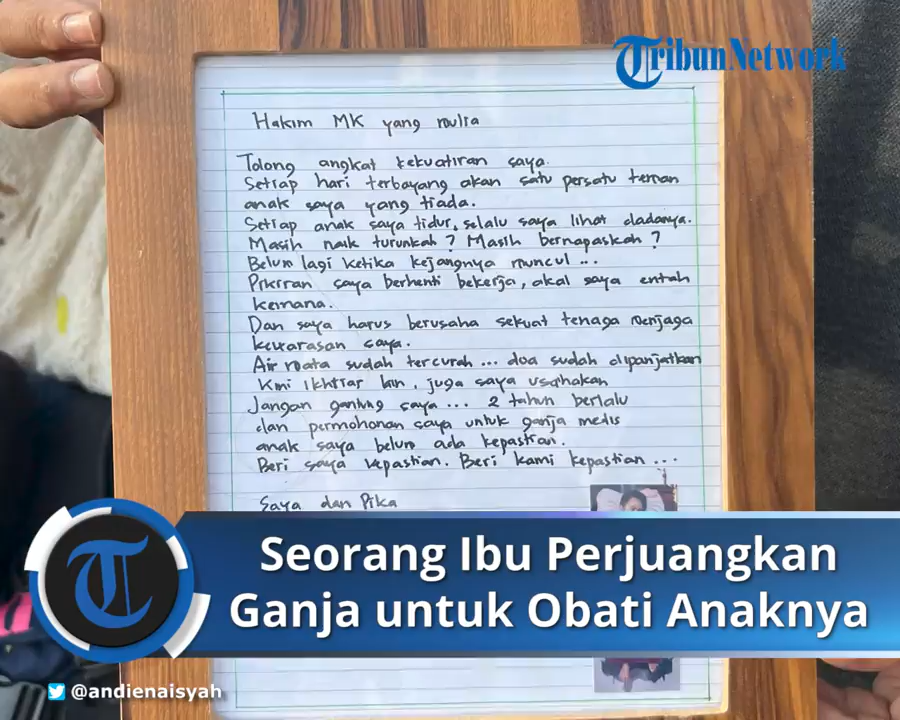 TribunNetwork
Hakim MK yang mulia
Tolong angkat kekuatiran saya.
Setiap hari terbayang akan satu persatu teman
anak saya yang tiada.
Setiap anak saya tidur, selalu saya lihat dadanya.
Masih naik turunkah? Masih bernapaskah?
Belum lagi ketika kejangnya muncul ...
Pikiran saya berhenti bekerja, akal saya entah
kemana.
Dan saya harus berusaha sekuat tenaga menjaga
kewarasan saya.
Air mata sudah tercurah ... doa sudah dipanjatkan
Kini Ikhtiar lain, juga saya usahakan
Jangan gantung saya ... 2 tahun berlalu
dan permohonan saya untuk ganja medis
anak saya belum ada kepastian.
Beri saya kepastian. Beri kami kepastian ...
Saya dan Pika
T
Seorang Ibu Perjuangkan
Ganja untuk Obati Anaknya
@andienaisyah